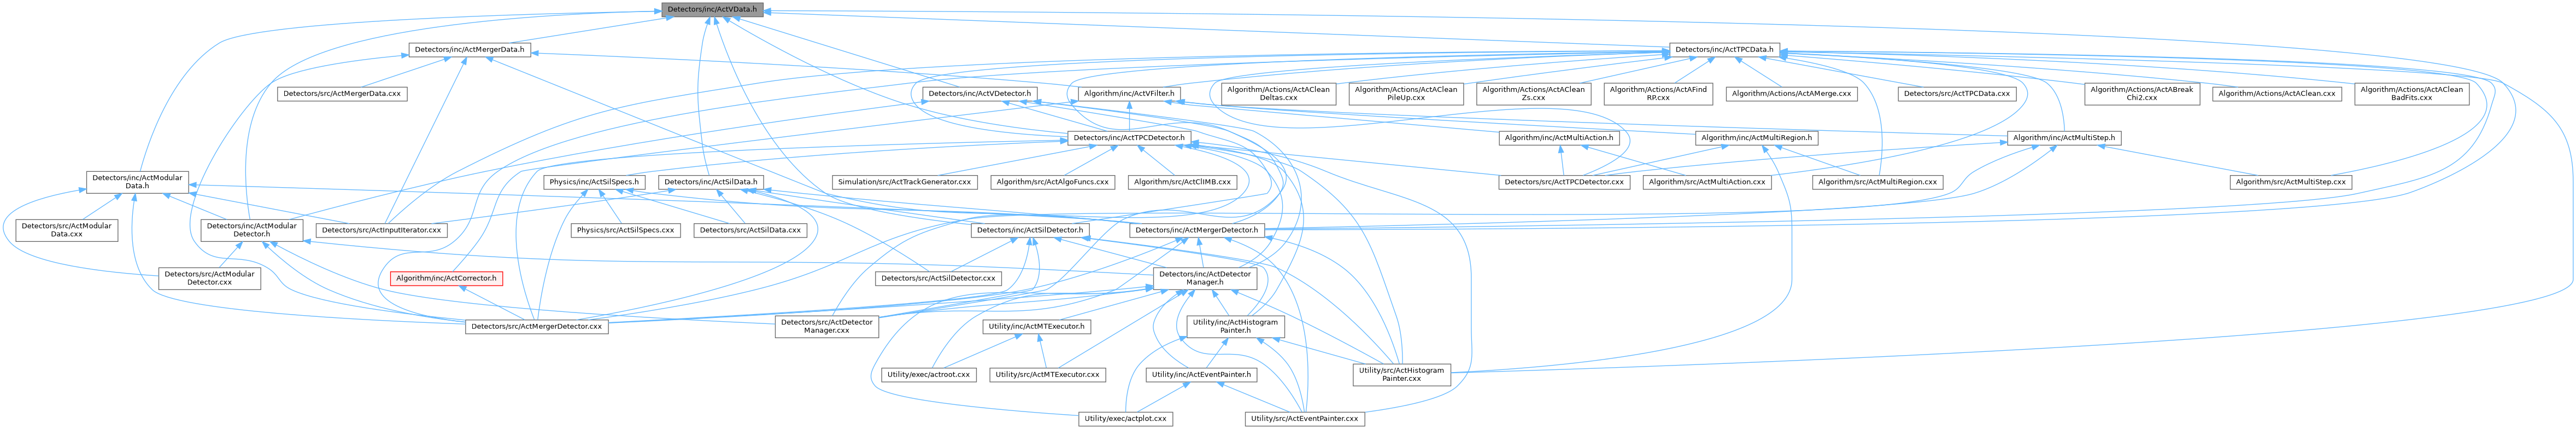 Detectors/inc/ActVData.h
Detectors/inc/ActMergerData.h
Detectors/inc/ActTPCData.h
Detectors/src/ActMergerData.cxx
Detectors/inc/ActVDetector.h
Algorithm/inc/ActVFilter.h
Algorithm/Actions/ActAClean
Deltas.cxx
Algorithm/Actions/ActAClean
PileUp.cxx
Algorithm/Actions/ActAClean
Zs.cxx
Algorithm/Actions/ActAFind
RP.cxx
Algorithm/Actions/ActAMerge.cxx
Detectors/src/ActTPCData.cxx
Algorithm/Actions/ActABreak
Chi2.cxx
Algorithm/Actions/ActAClean.cxx
Algorithm/Actions/ActAClean
BadFits.cxx
Detectors/inc/ActTPCDetector.h
Algorithm/inc/ActMultiAction.h
Algorithm/inc/ActMultiRegion.h
Algorithm/inc/ActMultiStep.h
Detectors/inc/ActModular
Data.h
Physics/inc/ActSilSpecs.h
Detectors/inc/ActSilData.h
Simulation/src/ActTrackGenerator.cxx
Algorithm/src/ActAlgoFuncs.cxx
Algorithm/src/ActClIMB.cxx
Detectors/src/ActTPCDetector.cxx
Algorithm/src/ActMultiAction.cxx
Algorithm/src/ActMultiRegion.cxx
Algorithm/src/ActMultiStep.cxx
Detectors/src/ActModular
Data.cxx
Detectors/inc/ActModular
Detector.h
Detectors/src/ActInputIterator.cxx
Physics/src/ActSilSpecs.cxx
Detectors/src/ActSilData.cxx
Detectors/inc/ActSilDetector.h
Detectors/inc/ActMergerDetector.h
Detectors/src/ActModular
Detector.cxx
Algorithm/inc/ActCorrector.h
Detectors/src/ActSilDetector.cxx
Detectors/inc/ActDetector
Manager.h
Detectors/src/ActMergerDetector.cxx
Detectors/src/ActDetector
Manager.cxx
Utility/inc/ActMTExecutor.h
Utility/inc/ActHistogram
Painter.h
Utility/exec/actroot.cxx
Utility/src/ActMTExecutor.cxx
Utility/inc/ActEventPainter.h
Utility/src/ActHistogram
Painter.cxx
Utility/exec/actplot.cxx
Utility/src/ActEventPainter.cxx